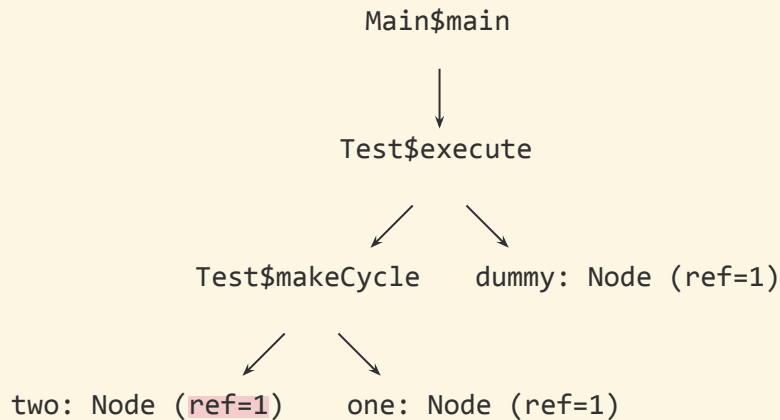 Main$main
Test$execute
Test$makeCycle dummy: Node (ref=1)
two: Node (ref=1) one: Node (ref=1)